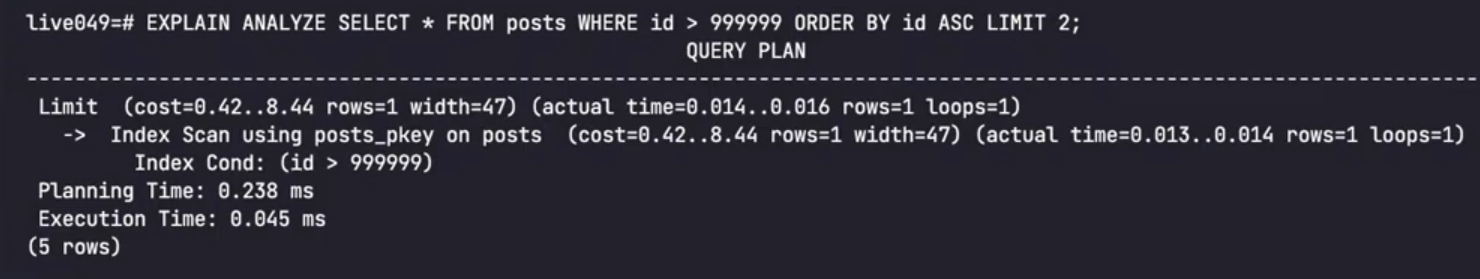 live049=# EXPLAIN ANALYZE SELECT * FROM posts WHERE id > 999999 ORDER BY id ASC LIMIT 2;
QUERY PLAN
-------------------------------------------------------------------------------------------------------------------------
Limit  (cost=0.42..8.44 rows=1 width=47) (actual time=0.014..0.016 rows=1 loops=1)
  ->  Index Scan using posts_pkey on posts  (cost=0.42..8.44 rows=1 width=47) (actual time=0.013..0.014 rows=1 loops=1)
        Index Cond: (id > 999999)
Planning Time: 0.238 ms
Execution Time: 0.045 ms
(5 rows)